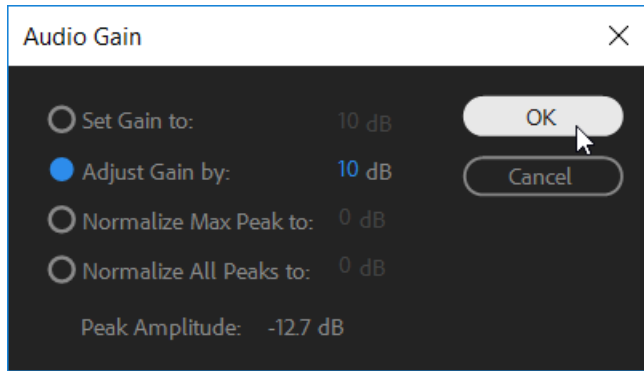 Audio Gain
Set Gain to: 10 dB
OK
Adjust Gain by: 10 dB
Cancel
Normalize Max Peak to: 0 dB
Normalize All Peaks to: 0 dB
Peak Amplitude: -12.7 dB